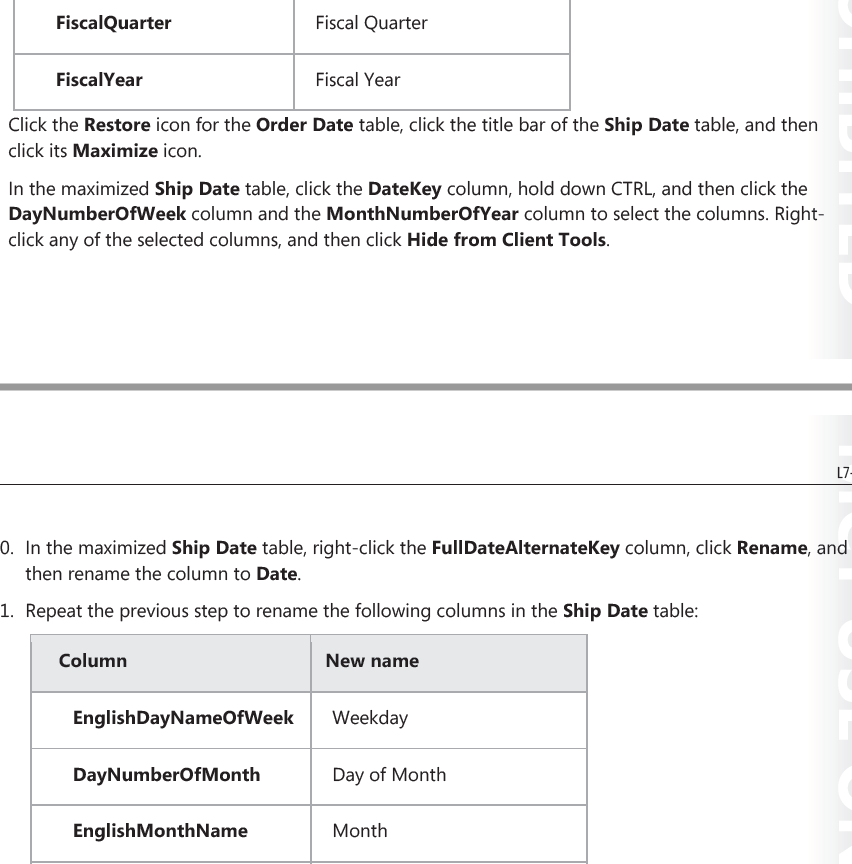 FiscalQuarter Fiscal Quarter
FiscalYear Fiscal Year
Click the Restore icon for the Order Date table, click the title bar of the Ship Date table, and then
click its Maximize icon.
In the maximized Ship Date table, click the DateKey column, hold down CTRL, and then click the
DayNumberOfWeek column and the MonthNumberOfYear column to select the columns. Right-
click any of the selected columns, and then click Hide from Client Tools.
L7-
0. In the maximized Ship Date table, right-click the FullDateAlternateKey column, click Rename, and
then rename the column to Date.
1. Repeat the previous step to rename the following columns in the Ship Date table:
Column New name
EnglishDayNameOfWeek Weekday
DayNumberOfMonth Day of Month
EnglishMonthName Month